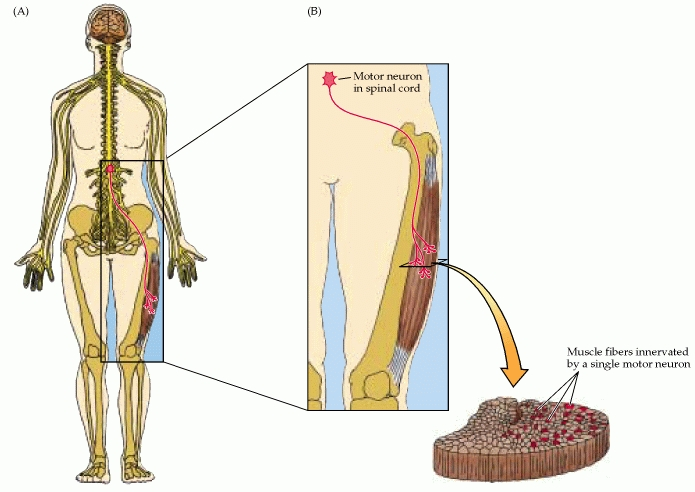 (A)
(B)
Motor neuron
in spinal cord
Muscle fibers innervated
by a single motor neuron